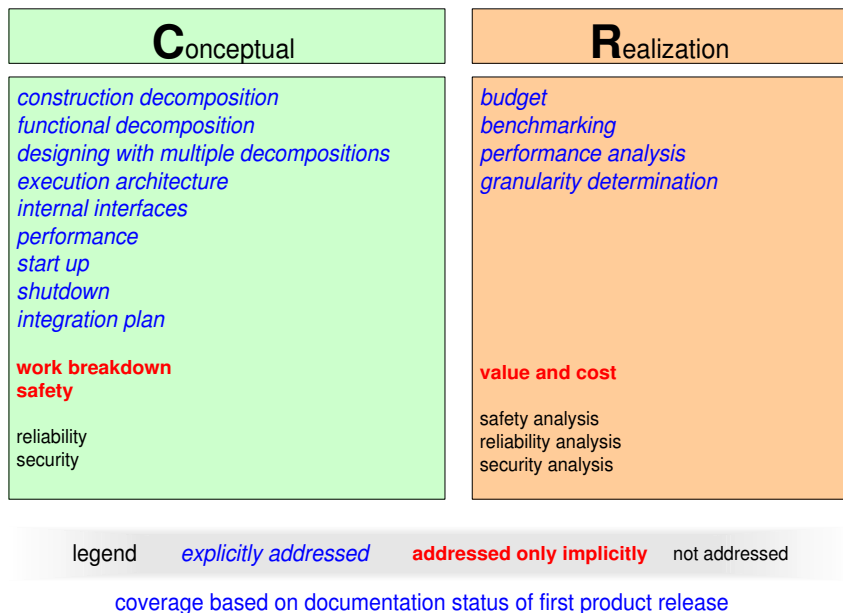 Conceptual
construction decomposition
functional decomposition
designing with multiple decompositions
execution architecture
internal interfaces
performance
start up
shutdown
integration plan
work breakdown
safety
reliability
security
Realization
budget
benchmarking
performance analysis
granularity determination
value and cost
safety analysis
reliability analysis
security analysis
legend explicitly addressed addressed only implicitly not addressed
coverage based on documentation status of first product release